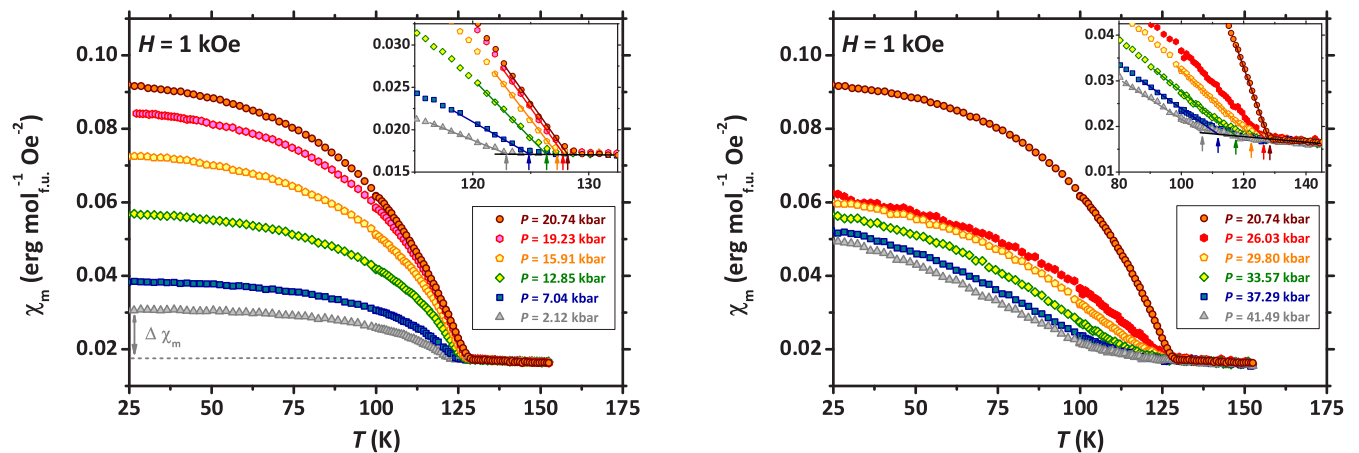 H = 1 kOe
χm (erg mol f.u. -1 Oe-2)
0.10
0.08
0.06
0.04
0.02
25 50 75 100 125 150 175
T (K)
Δ χm
0.030
0.025
0.020
0.015
120 130
P = 20.74 kbar
P = 19.23 kbar
P = 15.91 kbar
P = 12.85 kbar
P = 7.04 kbar
P = 2.12 kbar
H = 1 kOe
χm (erg mol f.u. -1 Oe-2)
0.10
0.08
0.06
0.04
0.02
25 50 75 100 125 150 175
T (K)
0.04
0.03
0.02
0.01
80 100 120 140
P = 20.74 kbar
P = 26.03 kbar
P = 29.80 kbar
P = 33.57 kbar
P = 37.29 kbar
P = 41.49 kbar